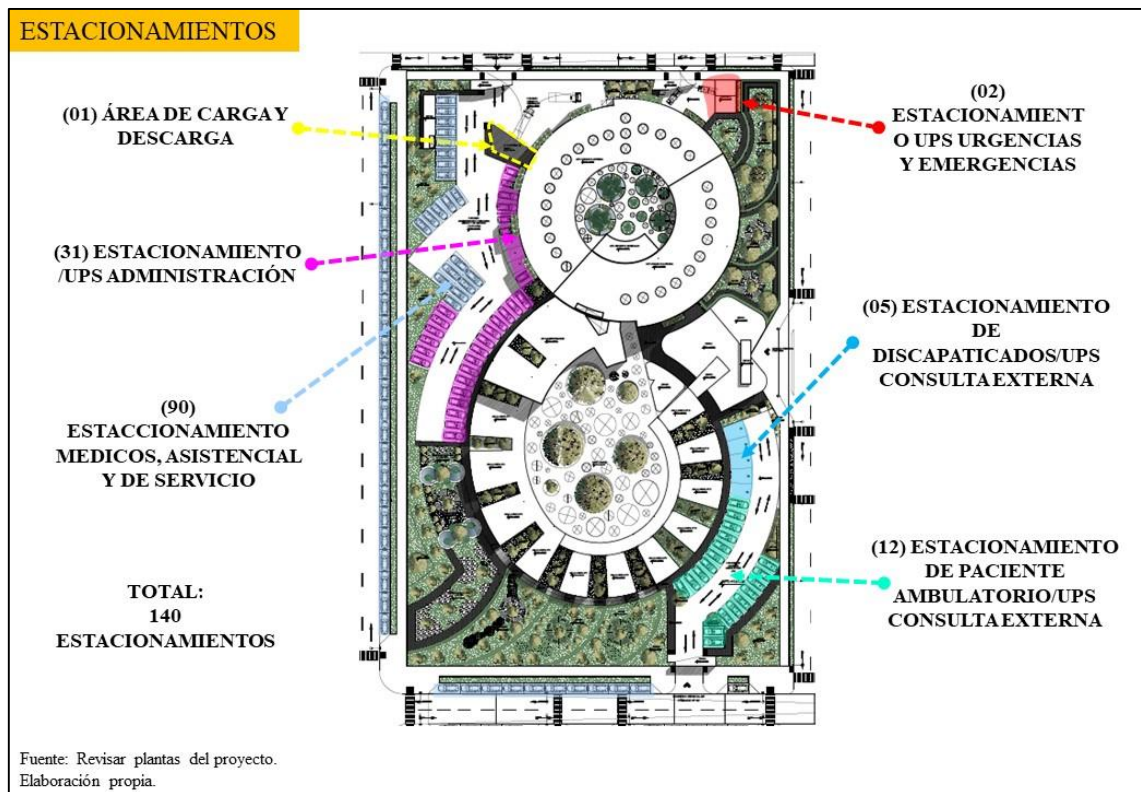 ESTACIONAMIENTOS
(01) ÁREA DE CARGA Y
DESCARGA
(31) ESTACIONAMIENTO
/UPS ADMINISTRACIÓN
(90)
ESTACCIONAMIENTO
MEDICOS, ASISTENCIAL
Y DE SERVICIO
TOTAL:
140
ESTACIONAMIENTOS
(02)
ESTACIONAMIENT
O UPS URGENCIAS
Y EMERGENCIAS
(05) ESTACIONAMIENTO
DE
DISCAPATICADOS/UPS
CONSULTA EXTERNA
(12) ESTACIONAMIENTO
DE PACIENTE
AMBULATORIO/UPS
CONSULTA EXTERNA
Fuente: Revisar plantas del proyecto.
Elaboración propia.